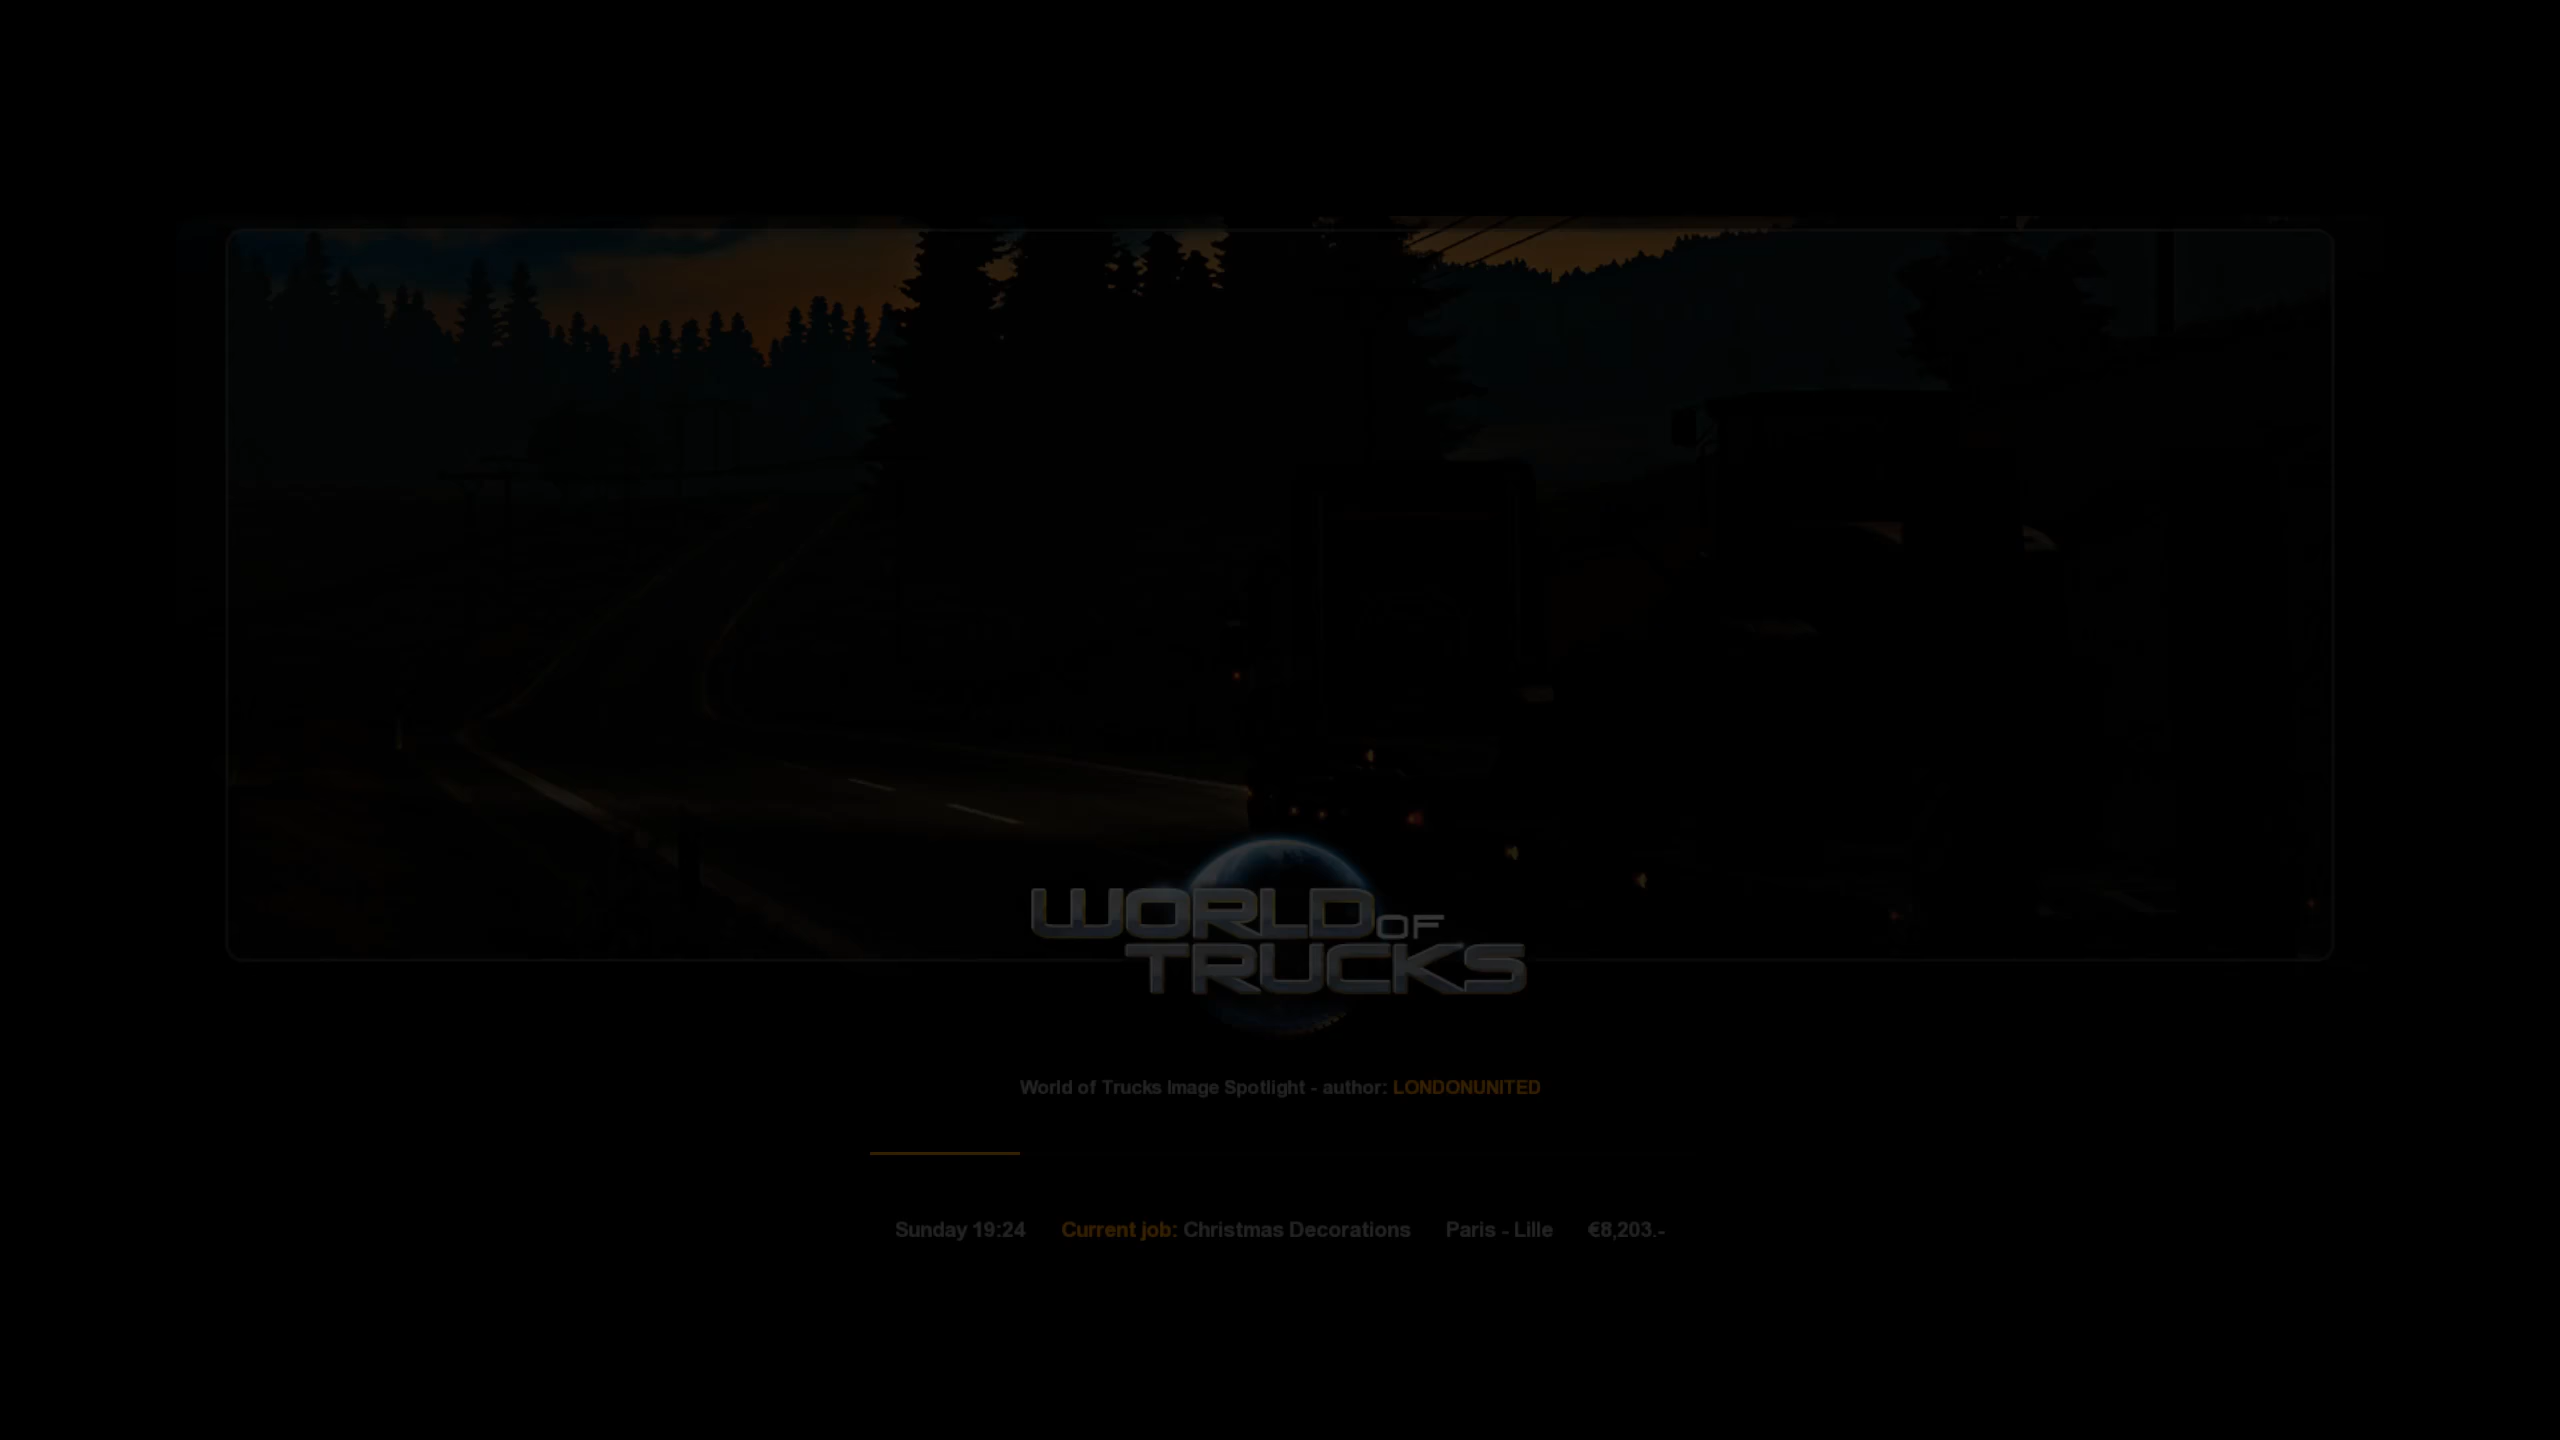 WORLD OF
TRUCKS
World of Trucks Image Spotlight - author: LONDONUNITED
Sunday 19:24 Current job: Christmas Decorations Paris - Lille €8,203.-